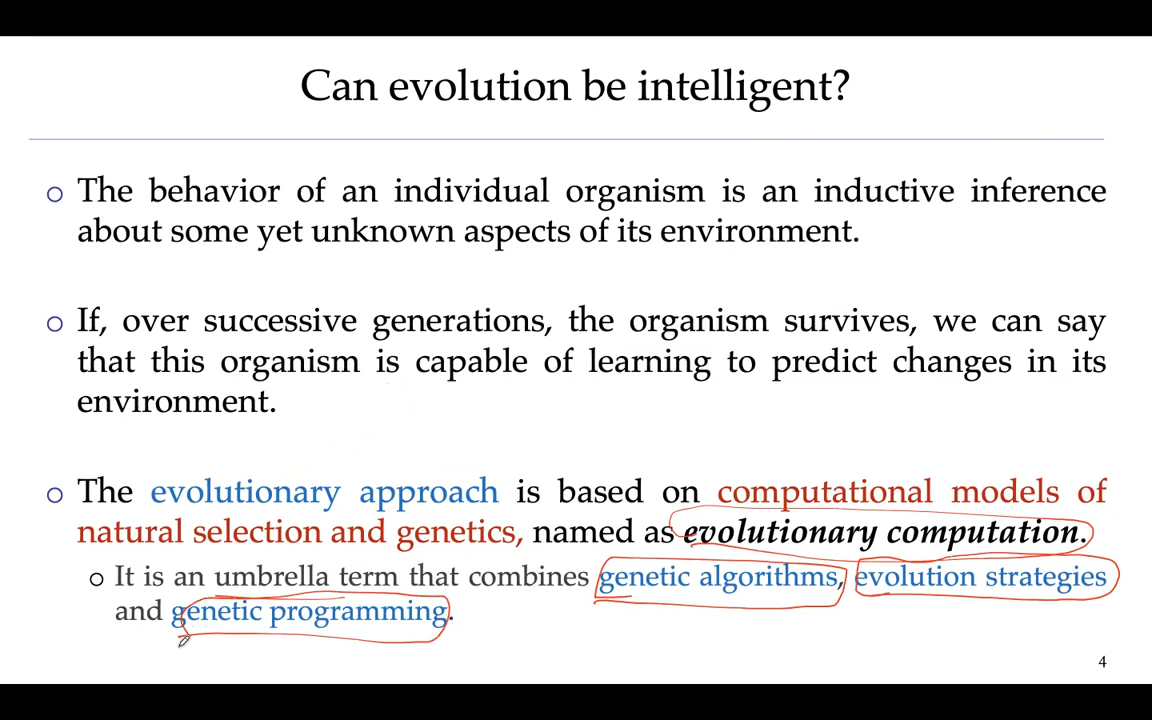 Can evolution be intelligent?
The behavior of an individual organism is an inductive inference
about some yet unknown aspects of its environment.
If, over successive generations, the organism survives, we can say
that this organism is capable of learning to predict changes in its
environment.
The evolutionary approach is based on computational models of
natural selection and genetics, named as evolutionary computation.
It is an umbrella term that combines genetic algorithms, evolution strategies
and genetic programming.
4